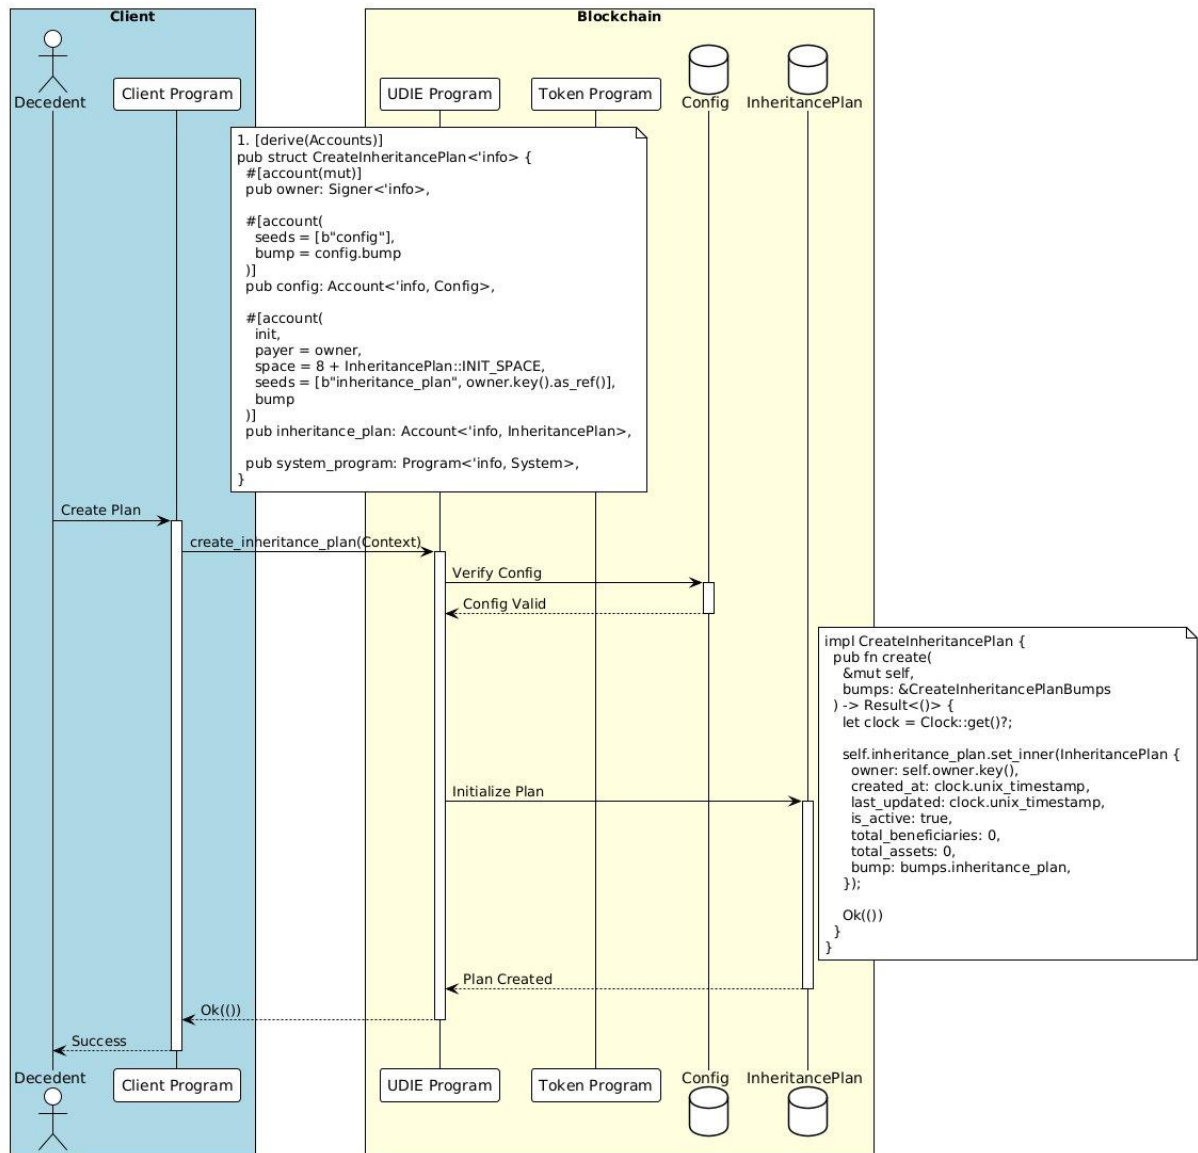 Client
Blockchain
Decedent
Client Program
UDIE Program
Token Program
Config
InheritancePlan
1. [derive(Accounts)]
pub struct CreateInheritancePlan<'info> {
  #[account(mut)]
  pub owner: Signer<'info>,

  #[account(
    seeds = [b"config"],
    bump = config.bump
  )]
  pub config: Account<'info, Config>,

  #[account(
    init,
    payer = owner,
    space = 8 + InheritancePlan::INIT_SPACE,
    seeds = [b"inheritance_plan", owner.key().as_ref()],
    bump
  )]
  pub inheritance_plan: Account<'info, InheritancePlan>,

  pub system_program: Program<'info, System>,
}
Create Plan
create_inheritance_plan(Context)
Verify Config
Config Valid
impl CreateInheritancePlan {
  pub fn create(
    &mut self,
    bumps: &CreateInheritancePlanBumps
  ) -> Result<()> {
    let clock = Clock::get()?;

    self.inheritance_plan.set_inner(InheritancePlan {
      owner: self.owner.key(),
      created_at: clock.unix_timestamp,
      last_updated: clock.unix_timestamp,
      is_active: true,
      total_beneficiaries: 0,
      total_assets: 0,
      bump: bumps.inheritance_plan,
    });

    Ok(())
  }
}
Initialize Plan
Plan Created
Ok(())
Success
Decedent
Client Program
UDIE Program
Token Program
Config
InheritancePlan